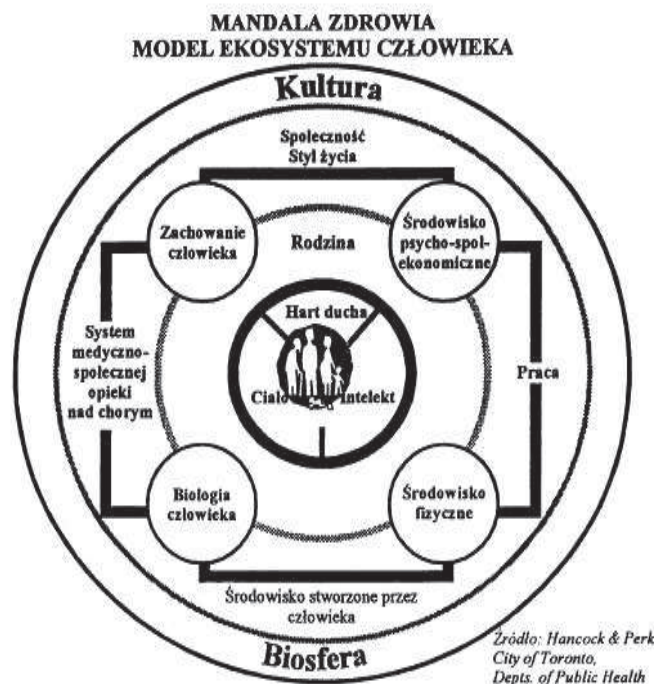 MANDALA ZDROWIA
MODEL EKOSYSTEMU CZŁOWIEKA
Kultura
Społeczność
Styl życia
Zachowanie
człowieka
Środowisko
psycho-spol-
ekonomiczne
Rodzina
Hart ducha
System
medyczno-
społecznej
opieki
nad chorym
Praca
Ciało
Intelekt
Biologia
człowieka
Środowisko
fizyczne
Środowisko stworzone przez
człowieka
Biosfera
Źródło: Hancock & Perk
City of Toronto,
Depts. of Public Health